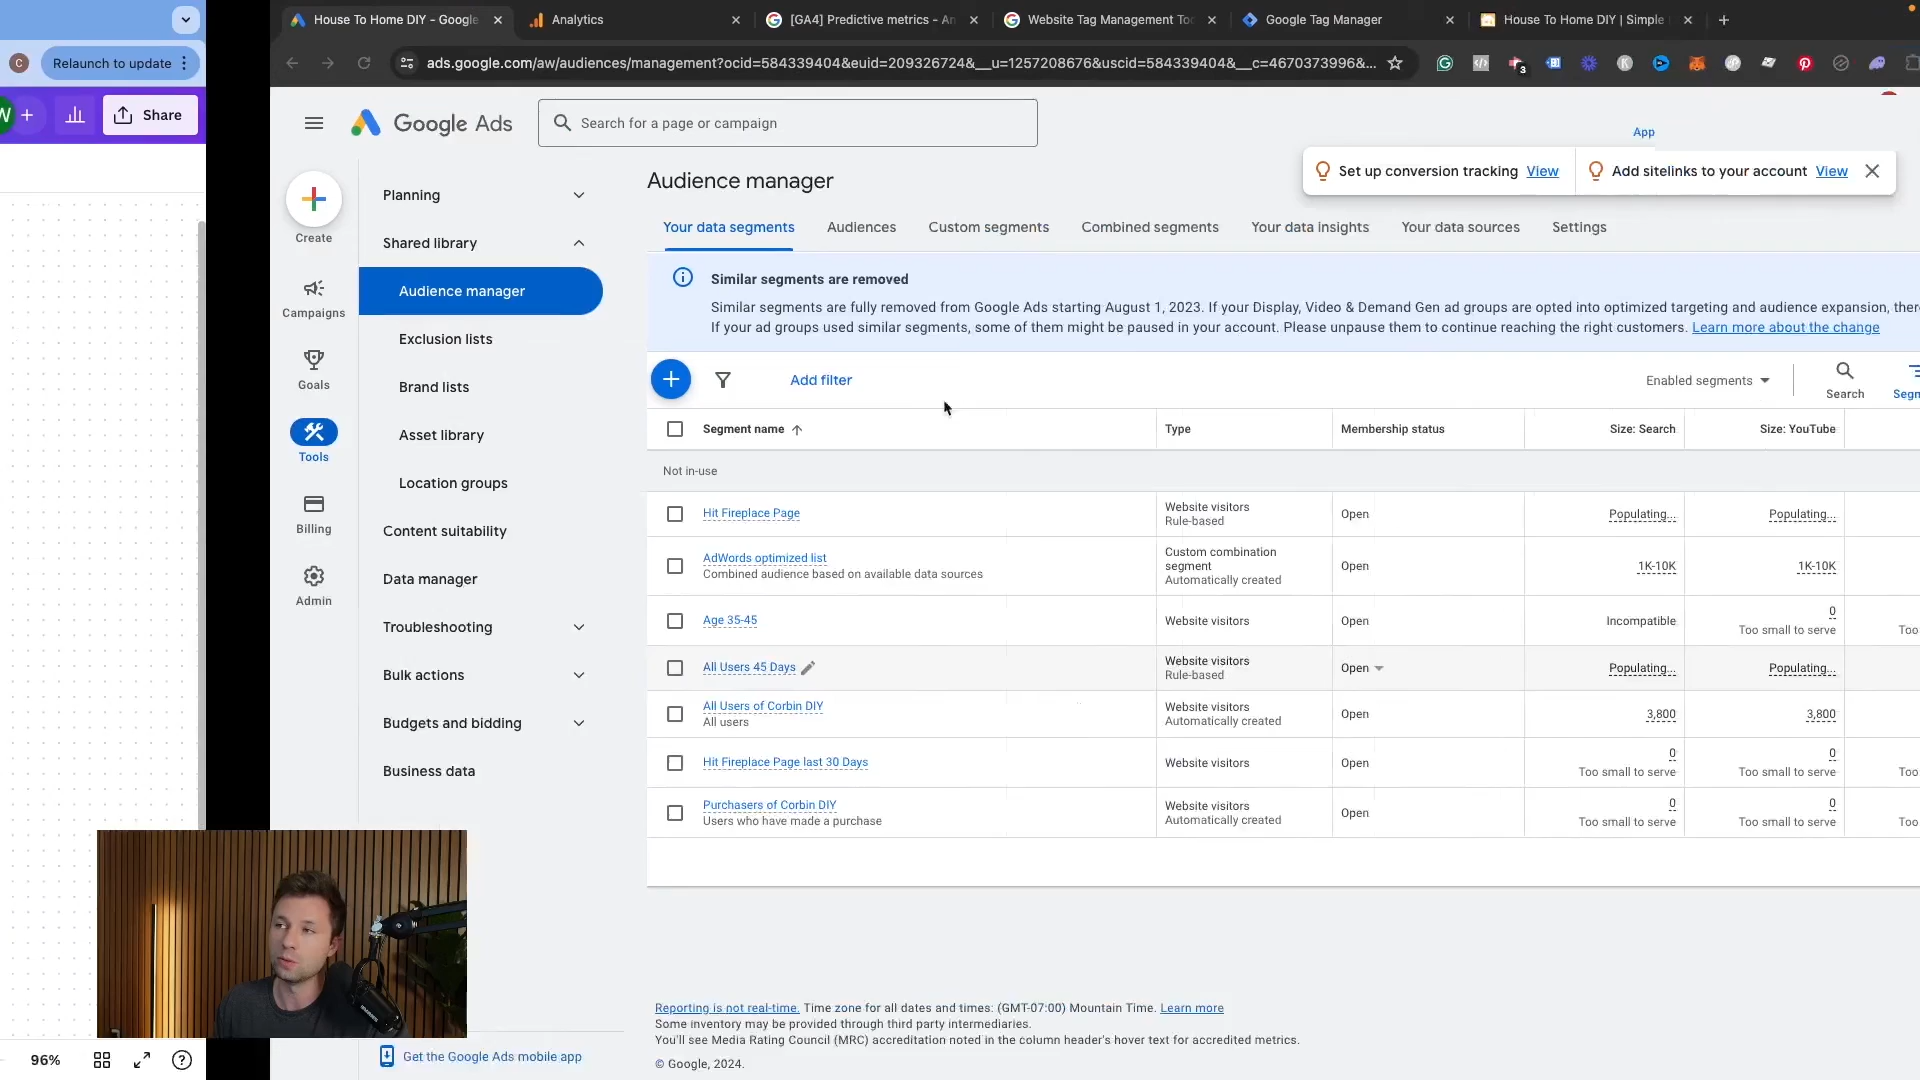 House To Home DIY - Google
Analytics
[GA4] Predictive metrics - An
Website Tag Management Too
Google Tag Manager
House To Home DIY | Simple
C
Relaunch to update
ads.google.com/aw/audiences/management?ocid=584339404&euid=209326724&__u=1257208676&uscid=584339404&__c=4670373996&...
3
W
Share
Google Ads
Search for a page or campaign
App
Set up conversion tracking View
Add sitelinks to your account View
Create
Campaigns
Goals
Tools
Billing
Admin
Planning
Shared library
Audience manager
Exclusion lists
Brand lists
Asset library
Location groups
Content suitability
Data manager
Troubleshooting
Bulk actions
Budgets and bidding
Business data
Get the Google Ads mobile app
Audience manager
Your data segments
Audiences
Custom segments
Combined segments
Your data insights
Your data sources
Settings
Similar segments are removed
Similar segments are fully removed from Google Ads starting August 1, 2023. If your Display, Video & Demand Gen ad groups are opted into optimized targeting and audience expansion, there
If your ad groups used similar segments, some of them might be paused in your account. Please unpause them to continue reaching the right customers. Learn more about the change
Add filter
Enabled segments
Search
Segm
Segment name
Type
Membership status
Size: Search
Size: YouTube
Not in-use
Hit Fireplace Page
Website visitors
Rule-based
Open
Populating...
Populating...
AdWords optimized list
Combined audience based on available data sources
Custom combination
segment
Automatically created
Open
1K-10K
1K-10K
Age 35-45
Website visitors
Open
Incompatible
0
Too small to serve
Too
All Users 45 Days
Website visitors
Rule-based
Open
Populating...
Populating...
All Users of Corbin DIY
All users
Website visitors
Automatically created
Open
3,800
3,800
Hit Fireplace Page last 30 Days
Website visitors
Open
0
Too small to serve
0
Too small to serve
Too
Purchasers of Corbin DIY
Users who have made a purchase
Website visitors
Automatically created
Open
0
Too small to serve
0
Too small to serve
Too
Reporting is not real-time. Time zone for all dates and times: (GMT-07:00) Mountain Time. Learn more
Some inventory may be provided through third party intermediaries.
You'll see Media Rating Council (MRC) accreditation noted in the column header's hover text for accredited metrics.
© Google, 2024.
96%